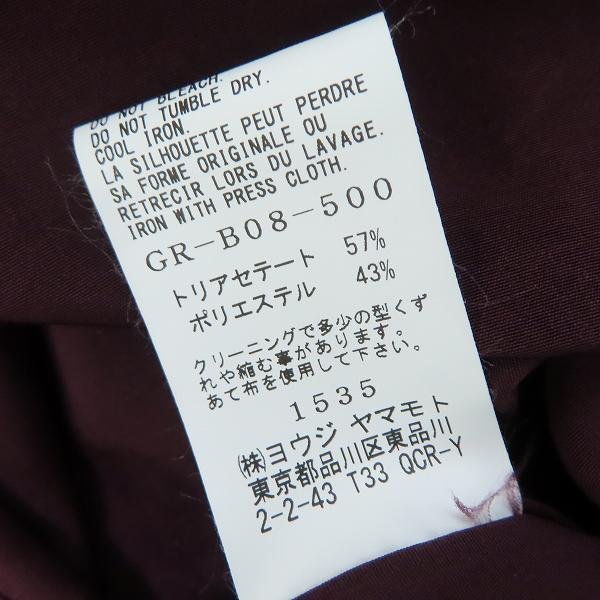 DO NOT BLEACH.
DO NOT TUMBLE DRY.
COOL IRON.
LA SILHOUETTE PEUT PERDRE
SA FORME ORIGINALE OU
RETRECIR LORS DU LAVAGE.
IRON WITH PRESS CLOTH.
GR-B08-500
トリアセテート 57%
ポリエステル 43%
クリーニングで多少の型くず
れや縮む事があります。
あて布を使用して下さい。
1535
㈱ヨウジ ヤマモト
東京都品川区東品川
2-2-43 T33 QCR-Y